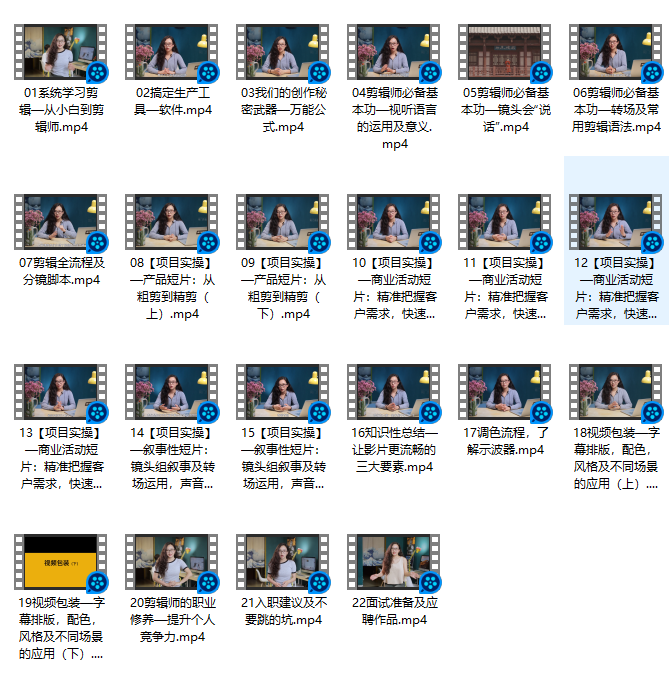 01系统学习剪
辑—从小白到剪
辑师.mp4
02搞定生产工
具—软件.mp4
03我们的创作秘
密武器—万能公
式.mp4
04剪辑师必备基
本功—视听语言
的运用及意义.
mp4
05剪辑师必备基
本功—镜头会“说
话”.mp4
06剪辑师必备基
本功—转场及常
用剪辑语法.mp4
07剪辑全流程及
分镜脚本.mp4
08【项目实操】
—产品短片：从
粗剪到精剪（
上）.mp4
09【项目实操】
—产品短片：从
粗剪到精剪（
下）.mp4
10【项目实操】
—商业活动短
片：精准把握客
户需求，快速...
11【项目实操】
—商业活动短
片：精准把握客
户需求，快速...
12【项目实操】
—商业活动短
片：精准把握客
户需求，快速...
13【项目实操】
—商业活动短
片：精准把握客
户需求，快速...
14【项目实操】
—叙事性短片：
镜头组叙事及转
场运用，声音...
15【项目实操】
—叙事性短片：
镜头组叙事及转
场运用，声音...
16知识性总结—
让影片更流畅的
三大要素.mp4
17调色流程，了
解示波器.mp4
18视频包装—字
幕排版，配色，
风格及不同场景
的应用（上）....
视频包装（下）
19视频包装—字
幕排版，配色，
风格及不同场景
的应用（下）....
20剪辑师的职业
修养—提升个人
竞争力.mp4
21入职建议及不
要跳的坑.mp4
22面试准备及应
聘作品.mp4